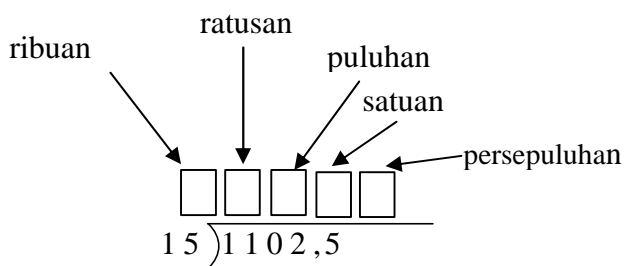 ratusan
ribuan
puluhan
satuan
persepuluhan
15)1102,5